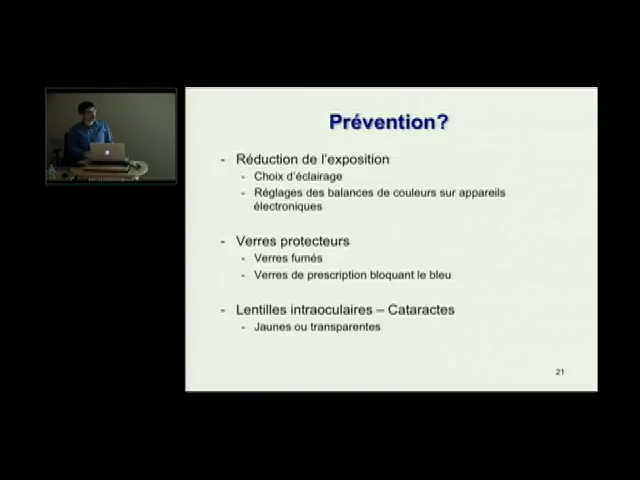 Prévention?
- Réduction de l'exposition
- Choix d'éclairage
- Réglages des balances de couleurs sur appareils
électroniques
- Verres protecteurs
- Verres fumés
- Verres de prescription bloquant le bleu
- Lentilles intraoculaires – Cataractes
- Jaunes ou transparentes
21